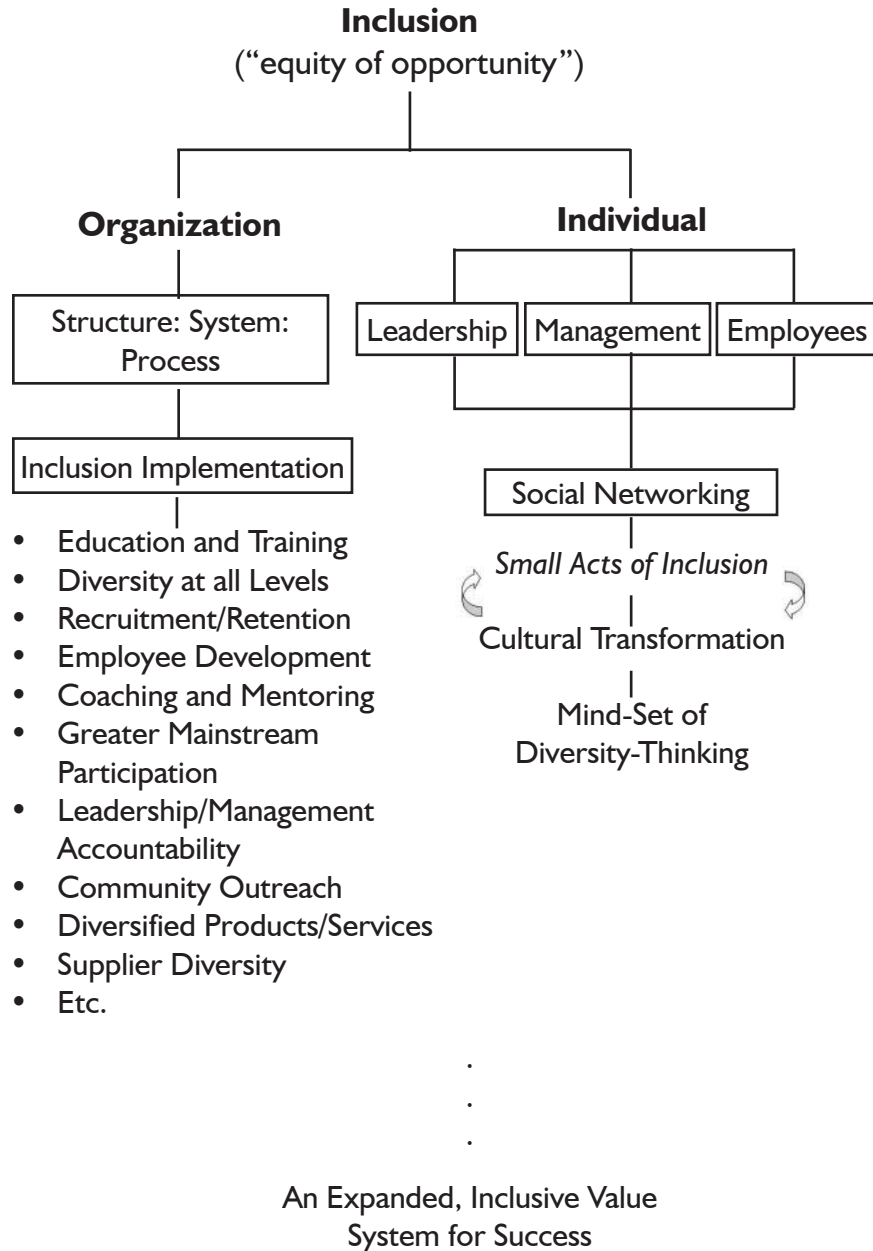 Inclusion
(“equity of opportunity”)
Organization
Structure: System:
Process
Inclusion Implementation
• Education and Training
• Diversity at all Levels
• Recruitment/Retention
• Employee Development
• Coaching and Mentoring
• Greater Mainstream
Participation
• Leadership/Management
Accountability
• Community Outreach
• Diversified Products/Services
• Supplier Diversity
• Etc.
Individual
Leadership
Management
Employees
Social Networking
Small Acts of Inclusion
Cultural Transformation
Mind-Set of
Diversity-Thinking
.
.
.
An Expanded, Inclusive Value
System for Success